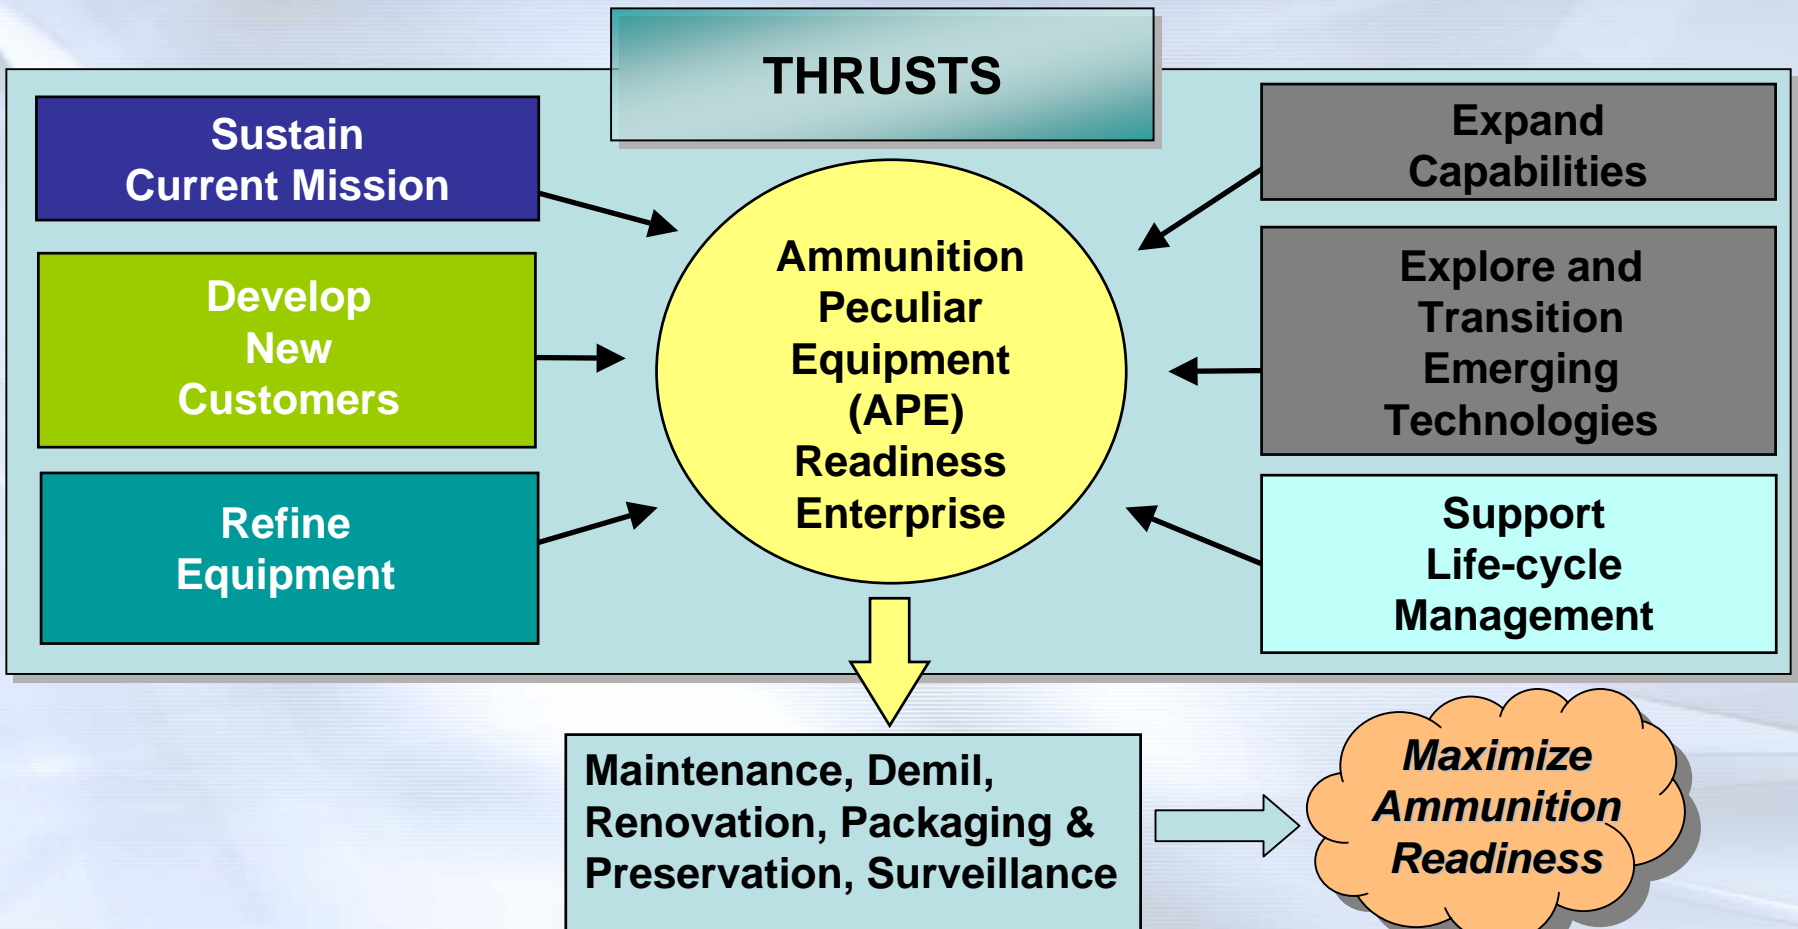 THRUSTS
Sustain
Current Mission
Develop
New
Customers
Refine
Equipment
Ammunition
Peculiar
Equipment
(APE)
Readiness
Enterprise
Expand
Capabilities
Explore and
Transition
Emerging
Technologies
Support
Life-cycle
Management
Maintenance, Demil,
Renovation, Packaging &
Preservation, Surveillance
Maximize
Ammunition
Readiness